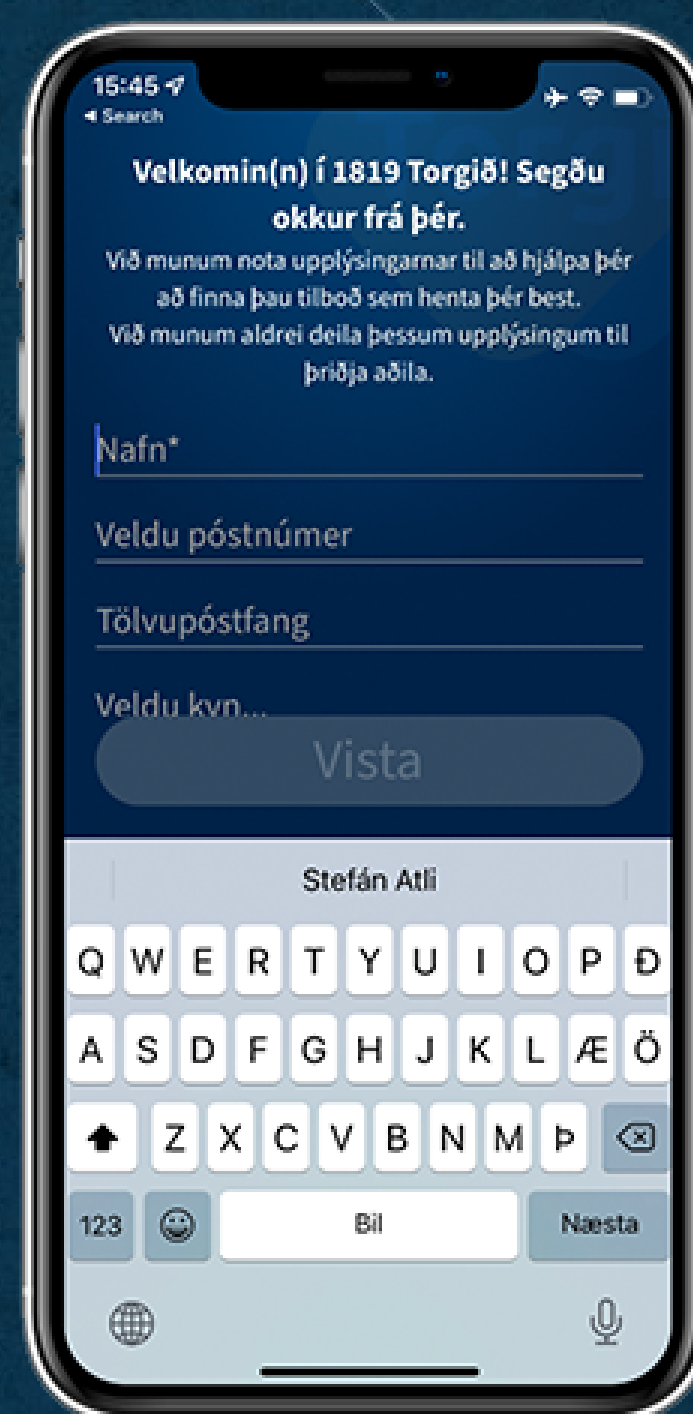 15:45
Search
Velkomin(n) í 1819 Torgið! Segðu
okkur frá þér.
Við munum nota upplýsingarnar til að hjálpa þér
að finna þau tilboð sem henta þér best.
Við munum aldrei deila þessum upplýsingum til
þriðja aðila.
Nafn*
Veldu póstnúmer
Tölvupóstfang
Veldu kyn...
Vista
Stefán Atli
Q W E R T Y U I O P Ð
A S D F G H J K L Æ Ö
Z X C V B N M Þ
123 Bil Næsta